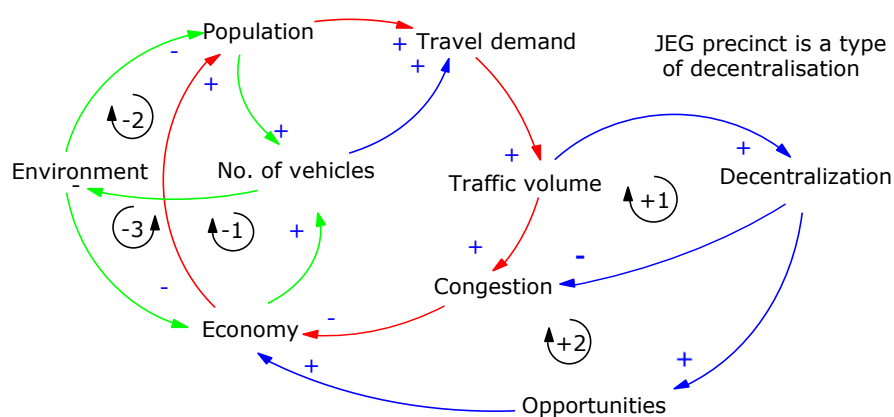 Population
Travel demand
JEG precinct is a type
of decentralisation
-
+
+
+
-2
+
+
Environment
-
No. of vehicles
+
Traffic volume
+1
+
Decentralization
-3
-1
+
+
-
-
Congestion
-
Economy
+2
+
+
Opportunities